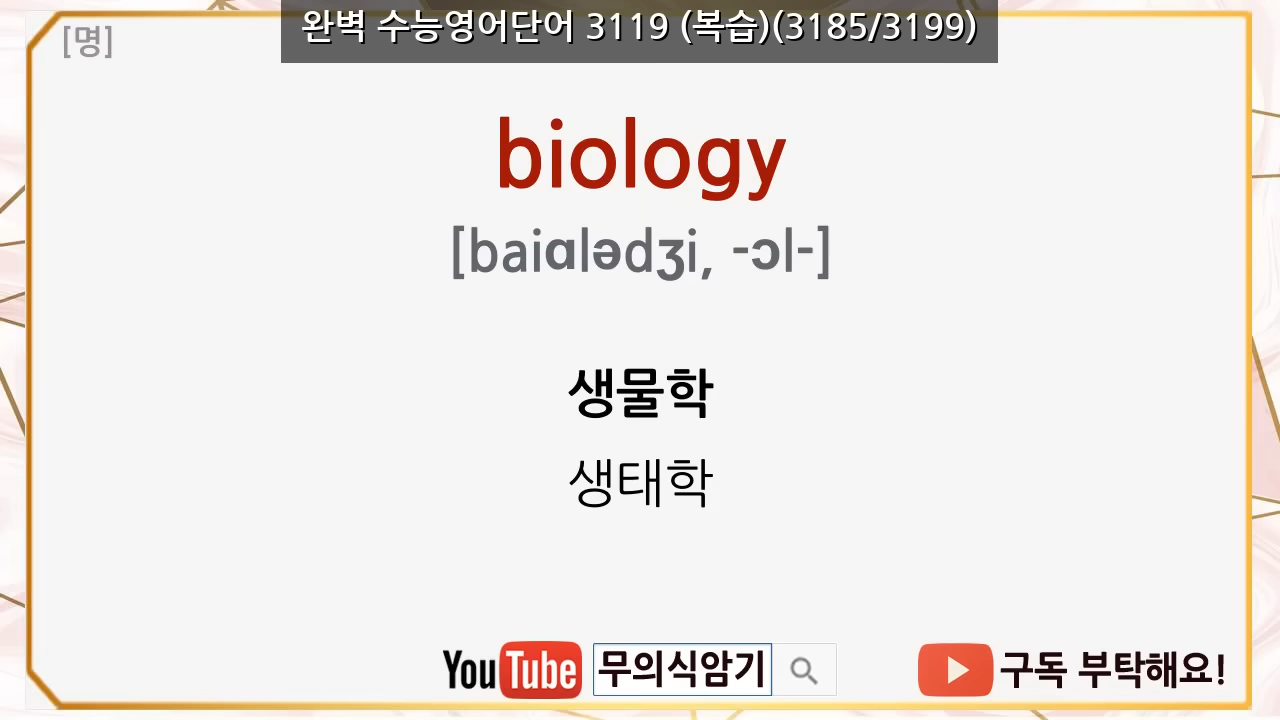 완벽 수능영어단어 3119 (복습)(3185/3199)
[명]
biology
[baiɑlədʒi, -ɔl-]
생물학
생태학
YouTube 무의식암기 구독 부탁해요!